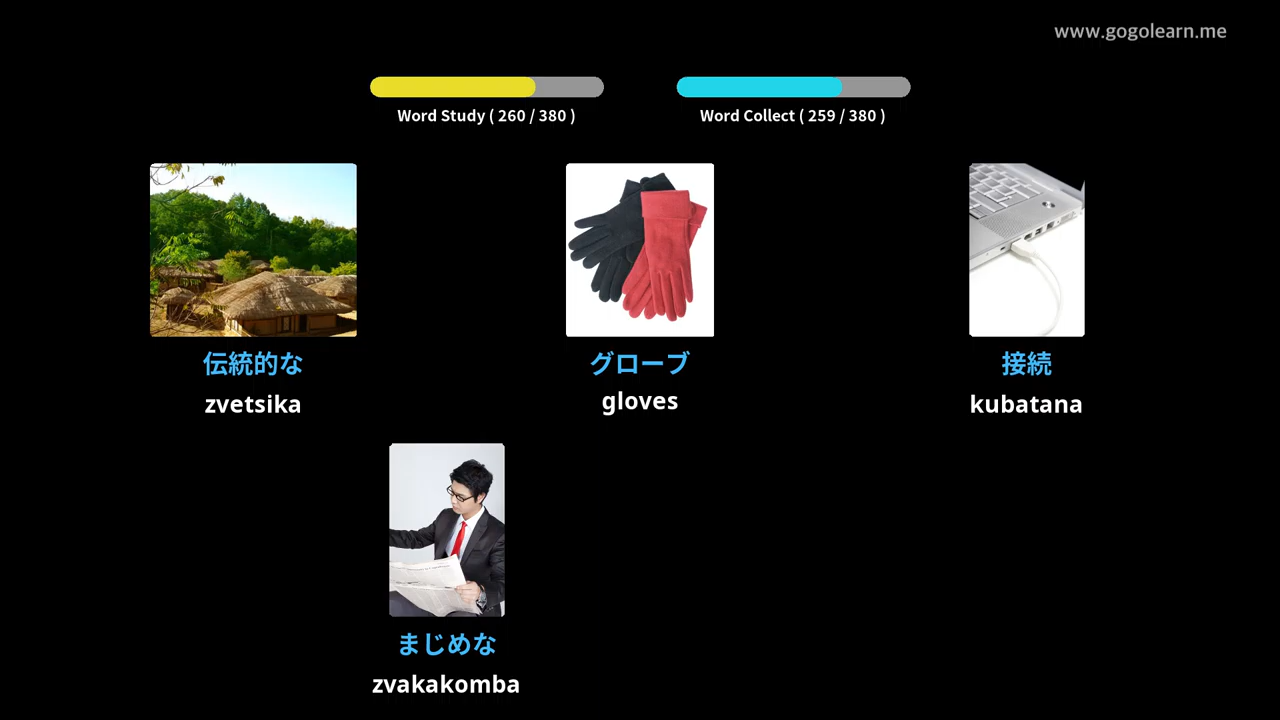 www.gogolearn.me
Word Study ( 260 / 380 )
Word Collect ( 259 / 380 )
伝統的な
zvetsika
グローブ
gloves
接続
kubatana
まじめな
zvakakomba